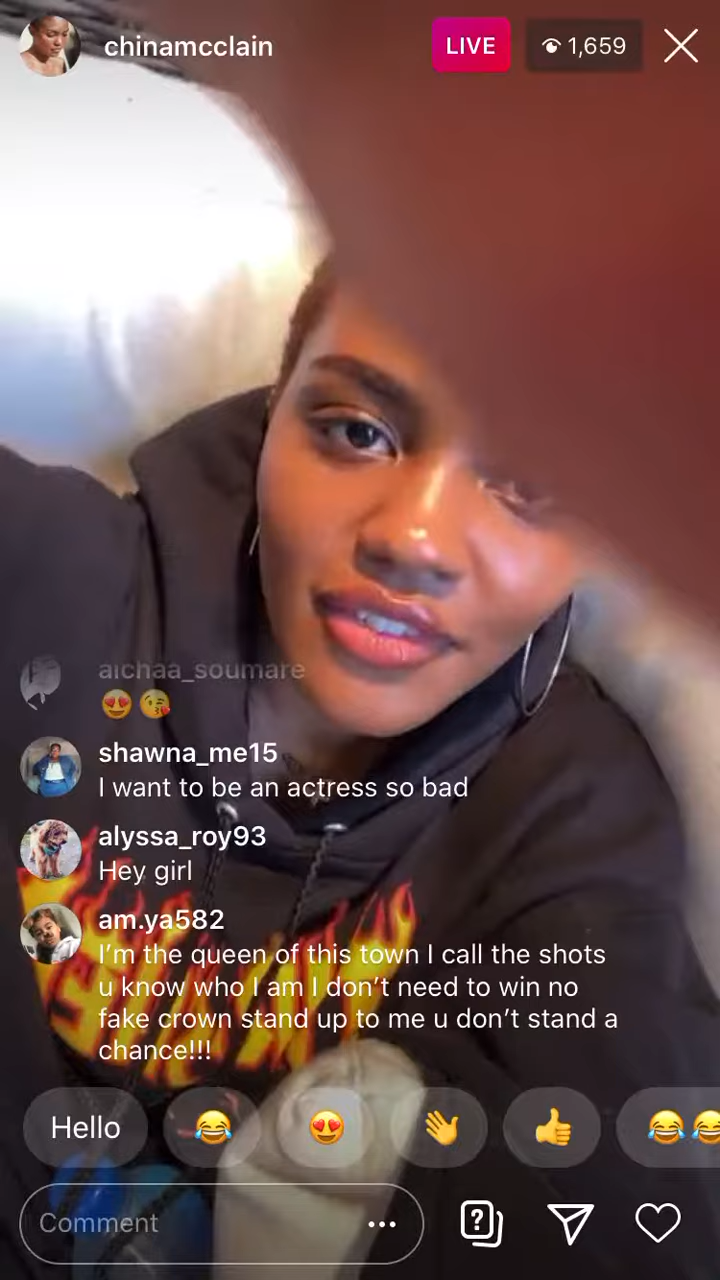 chinamcclain
LIVE
1,659
aichaa_soumare
😍😘
shawna_me15
I want to be an actress so bad
alyssa_roy93
Hey girl
am.ya582
I'm the queen of this town I call the shots
u know who I am I don't need to win no
fake crown stand up to me u don't stand a
chance!!!
Hello 😂 😍 👋 👍 😂😂
Comment
?